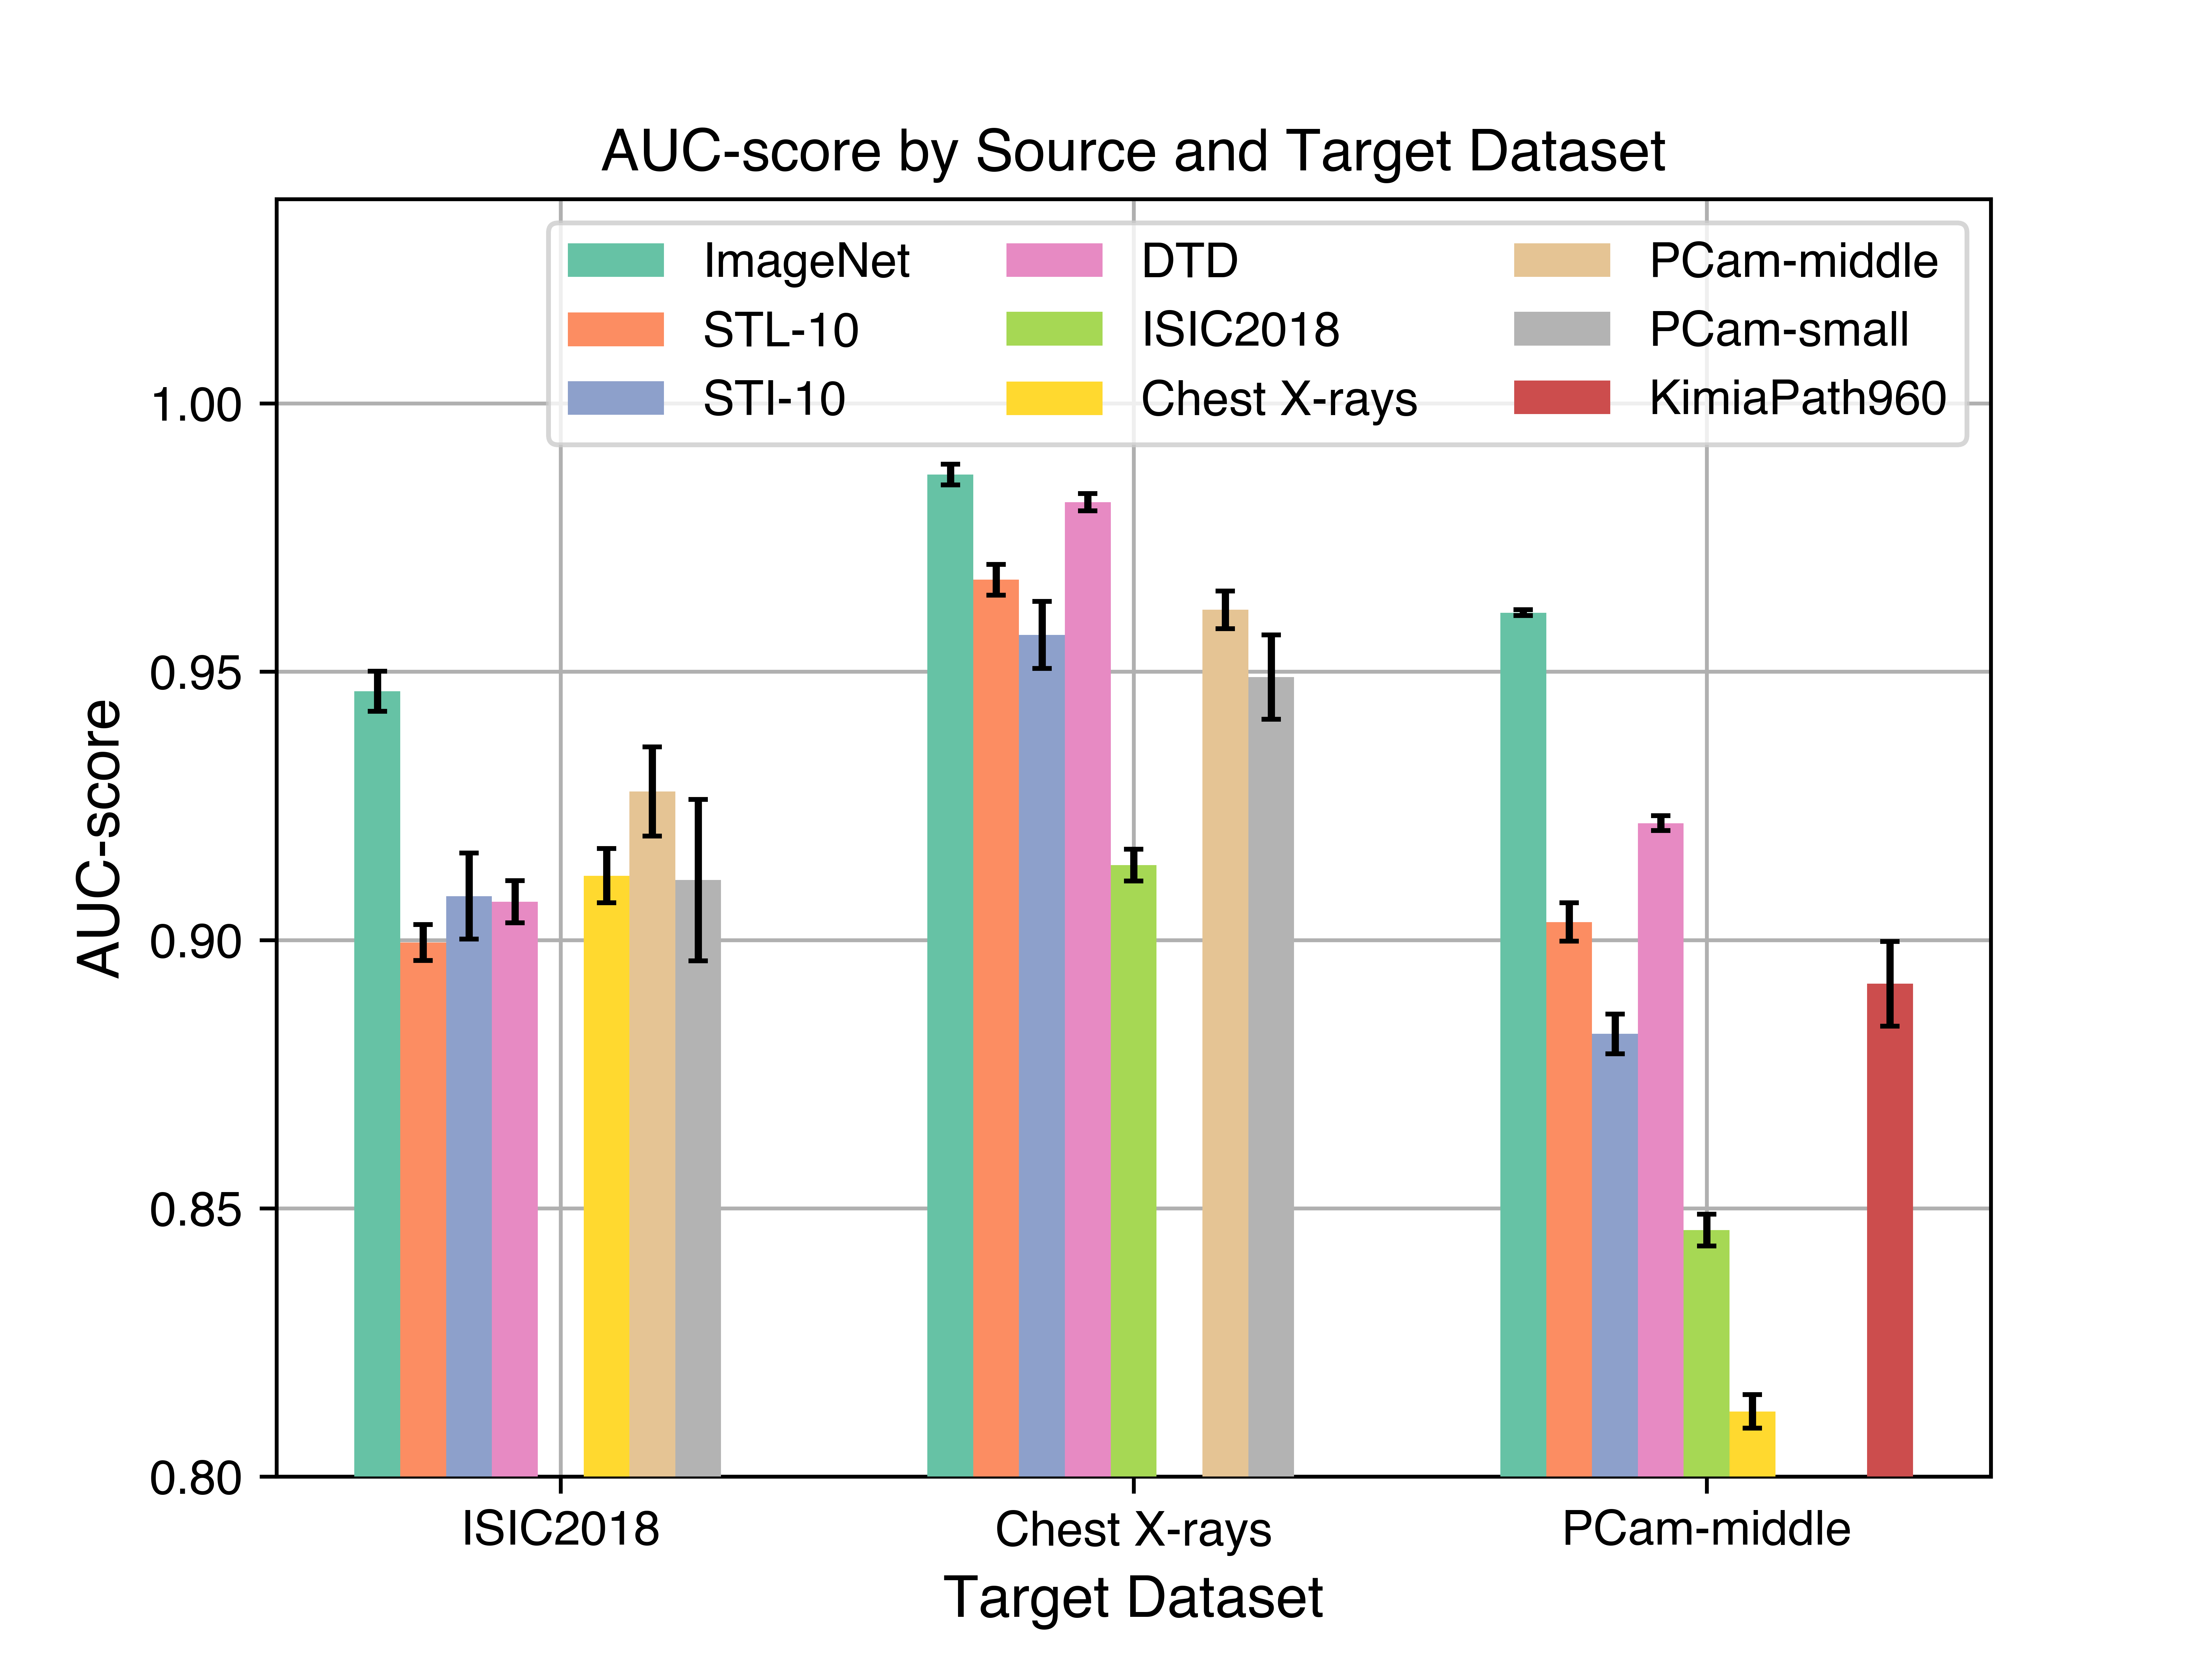 AUC-score by Source and Target Dataset
ImageNet
STL-10
STI-10
DTD
ISIC2018
Chest X-rays
PCam-middle
PCam-small
KimiaPath960
AUC-score
1.00
0.95
0.90
0.85
0.80
ISIC2018
Chest X-rays
PCam-middle
Target Dataset